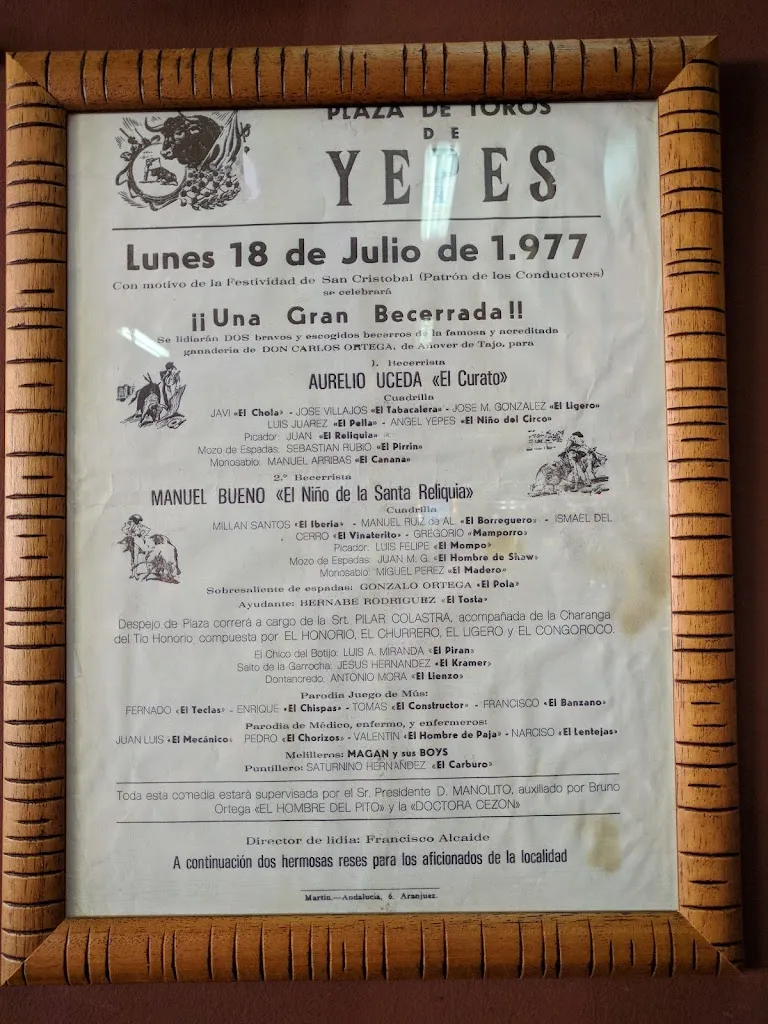 PLAZA DE TOROS
DE
YEPES
Lunes 18 de Julio de 1.977
Con motivo de la Festividad de San Cristobal (Patrón de los Conductores)
se celebrará
¡¡Una Gran Becerrada!!
Se lidiarán DOS bravos y escogidos becerros de la famosa y acreditada
ganadería de DON CARLOS ORTEGA, de Añover de Tajo, para
1. Becerrista
AURELIO UCEDA «El Curato»
Cuadrilla
JAVI «El Chola» - JOSE VILLAJOS «El Tabacalera» - JOSE M. GONZALEZ «El Ligero»
LUIS JUAREZ «El Pella» - ANGEL YEPES «El Niño del Circo»
Picador: JUAN «El Reliquia»
Mozo de Espadas: SEBASTIAN RUBIO «El Pirrin»
Monosabio: MANUEL ARRIBAS «El Canana»
2.º Becerrista
MANUEL BUENO «El Niño de la Santa Reliquia»
Cuadrilla
MILLAN SANTOS «El Iberia» - MANUEL RUIZ de AL. «El Borreguero» - ISMAEL DEL
CERRO «El Vinaterito» - GREGORIO «Mamporro»
Picador: LUIS FELIPE «El Mompo»
Mozo de Espadas: JUAN M. G. «El Hombre de Shaw»
Monosabio: MIGUEL PEREZ «El Madero»
Sobresaliente de espadas: GONZALO ORTEGA «El Pola»
Ayudante: BERNABE RODRIGUEZ «El Tosta»
Despejo de Plaza correrá a cargo de la Srt. PILAR COLASTRA, acompañada de la Charanga
del Tío Honorio, compuesta por EL HONORIO, EL CHURRERO, EL LIGERO y EL CONGOROCO.
El Chico del Botijo: LUIS A. MIRANDA «El Piran»
Salto de la Garrocha: JESUS HERNANDEZ «El Kramer»
Dontancredo: ANTONIO MORA «El Lienzo»
Parodia Juego de Mús:
FERNADO «El Teclas» - ENRIQUE «El Chispas» - TOMAS «El Constructor» - FRANCISCO «El Banzano»
Parodia de Médico, enfermo, y enfermeros:
JUAN LUIS «El Mecánico» PEDRO «El Chorizos» - VALENTIN «El Hombre de Paja» - NARCISO «El Lentejas»
Melilleros: MAGAN y sus BOYS
Puntillero: SATURNINO HERNAÑDEZ «El Carburo»
Toda esta comedia estará supervisada por el Sr. Presidente D. MANOLITO, auxiliado por Bruno
Ortega «EL HOMBRE DEL PITO» y la «DOCTORA CEZON»
Director de lidia: Francisco Alcaide
A continuación dos hermosas reses para los aficionados de la localidad
Martín.—Andalucía, 6. Aranjuez.